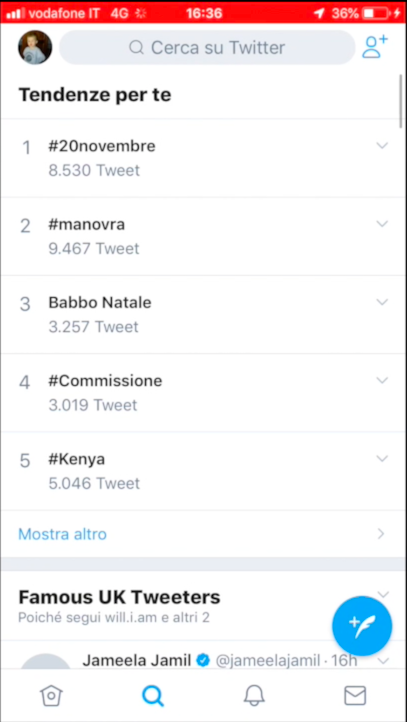 vodafone IT 4G 16:36 36%
Cerca su Twitter
Tendenze per te
1 #20novembre
8.530 Tweet
2 #manovra
9.467 Tweet
3 Babbo Natale
3.257 Tweet
4 #Commissione
3.019 Tweet
5 #Kenya
5.046 Tweet
Mostra altro
Famous UK Tweeters
Poiché segui will.i.am e altri 2
Jameela Jamil @jameelajamil · 16h